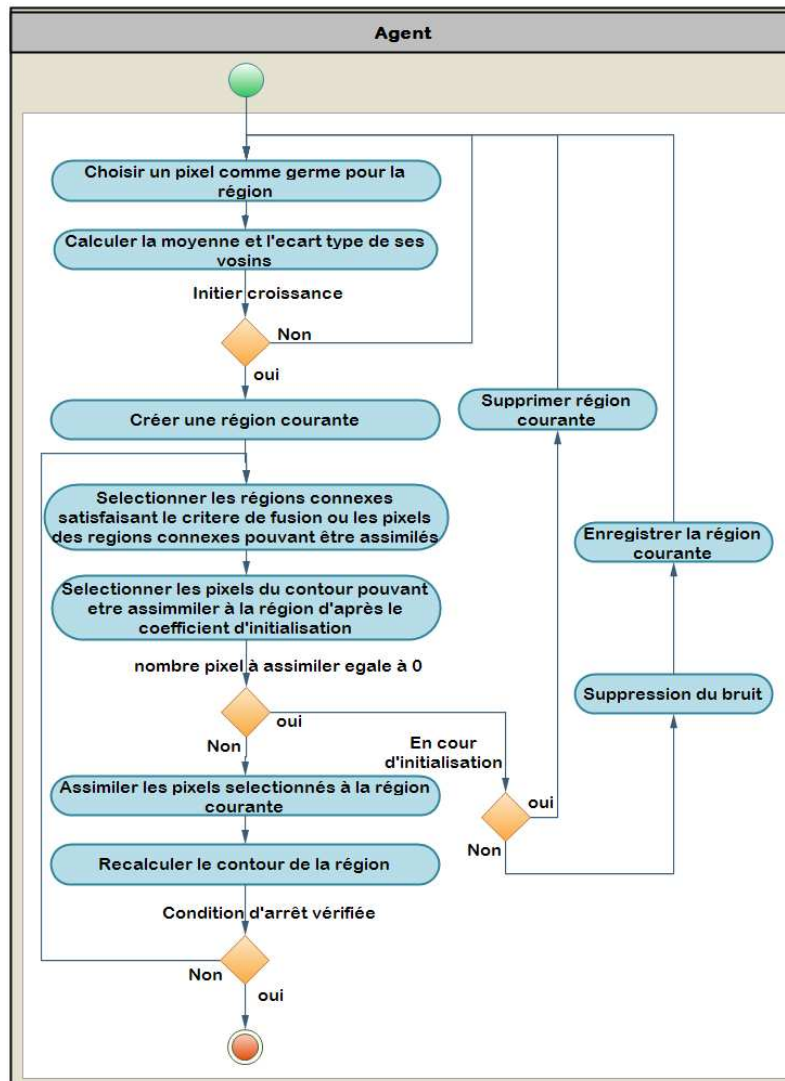 Agent
Choisir un pixel comme germe pour la
région
Calculer la moyenne et l'ecart type de ses
vosins
Initier croissance
Non
oui
Créer une région courante
Supprimer région
courante
Selectionner les régions connexes
satisfaisant le critere de fusion ou les pixels
des regions connexes pouvant être assimilés
Enregistrer la région
courante
Selectionner les pixels du contour pouvant
etre assimmiler à la région d'après le
coefficient d'initialisation
nombre pixel à assimiler egale à 0
Suppression du bruit
oui
Non
En cour
d'initialisation
Assimiler les pixels selectionnés à la région
courante
oui
Non
Recalculer le contour de la région
Condition d'arrêt vérifiée
Non
oui